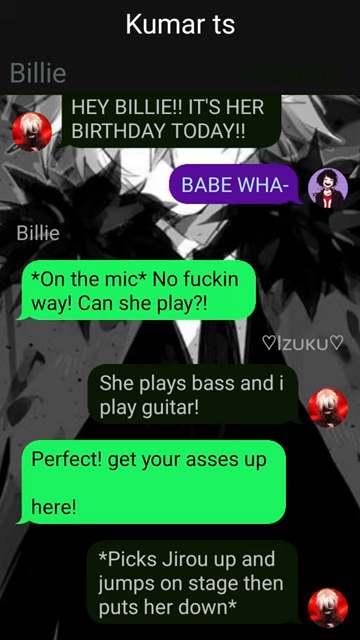 Kumar ts
Billie
HEY BILLIE!! IT'S HER
BIRTHDAY TODAY!!
BABE WHA-
Billie
*On the mic* No fuckin
way! Can she play?!
♡Izuku♡
She plays bass and i
play guitar!
Perfect! get your asses up
here!
*Picks Jirou up and
jumps on stage then
puts her down*